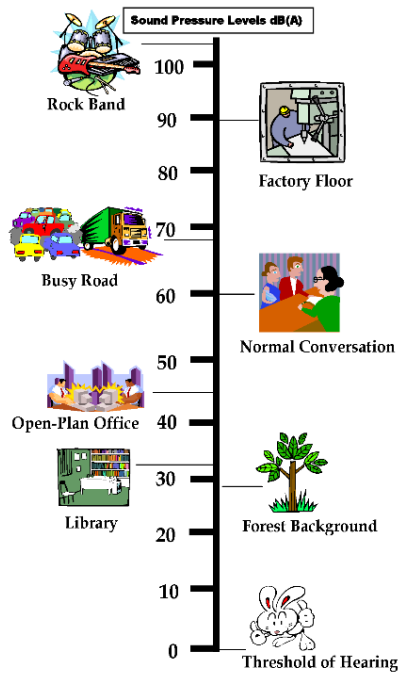 Sound Pressure Levels dB(A)
100
Rock Band
90
80
Factory Floor
70
Busy Road
60
Normal Conversation
50
Open-Plan Office
40
30
Library
Forest Background
20
10
0
Threshold of Hearing